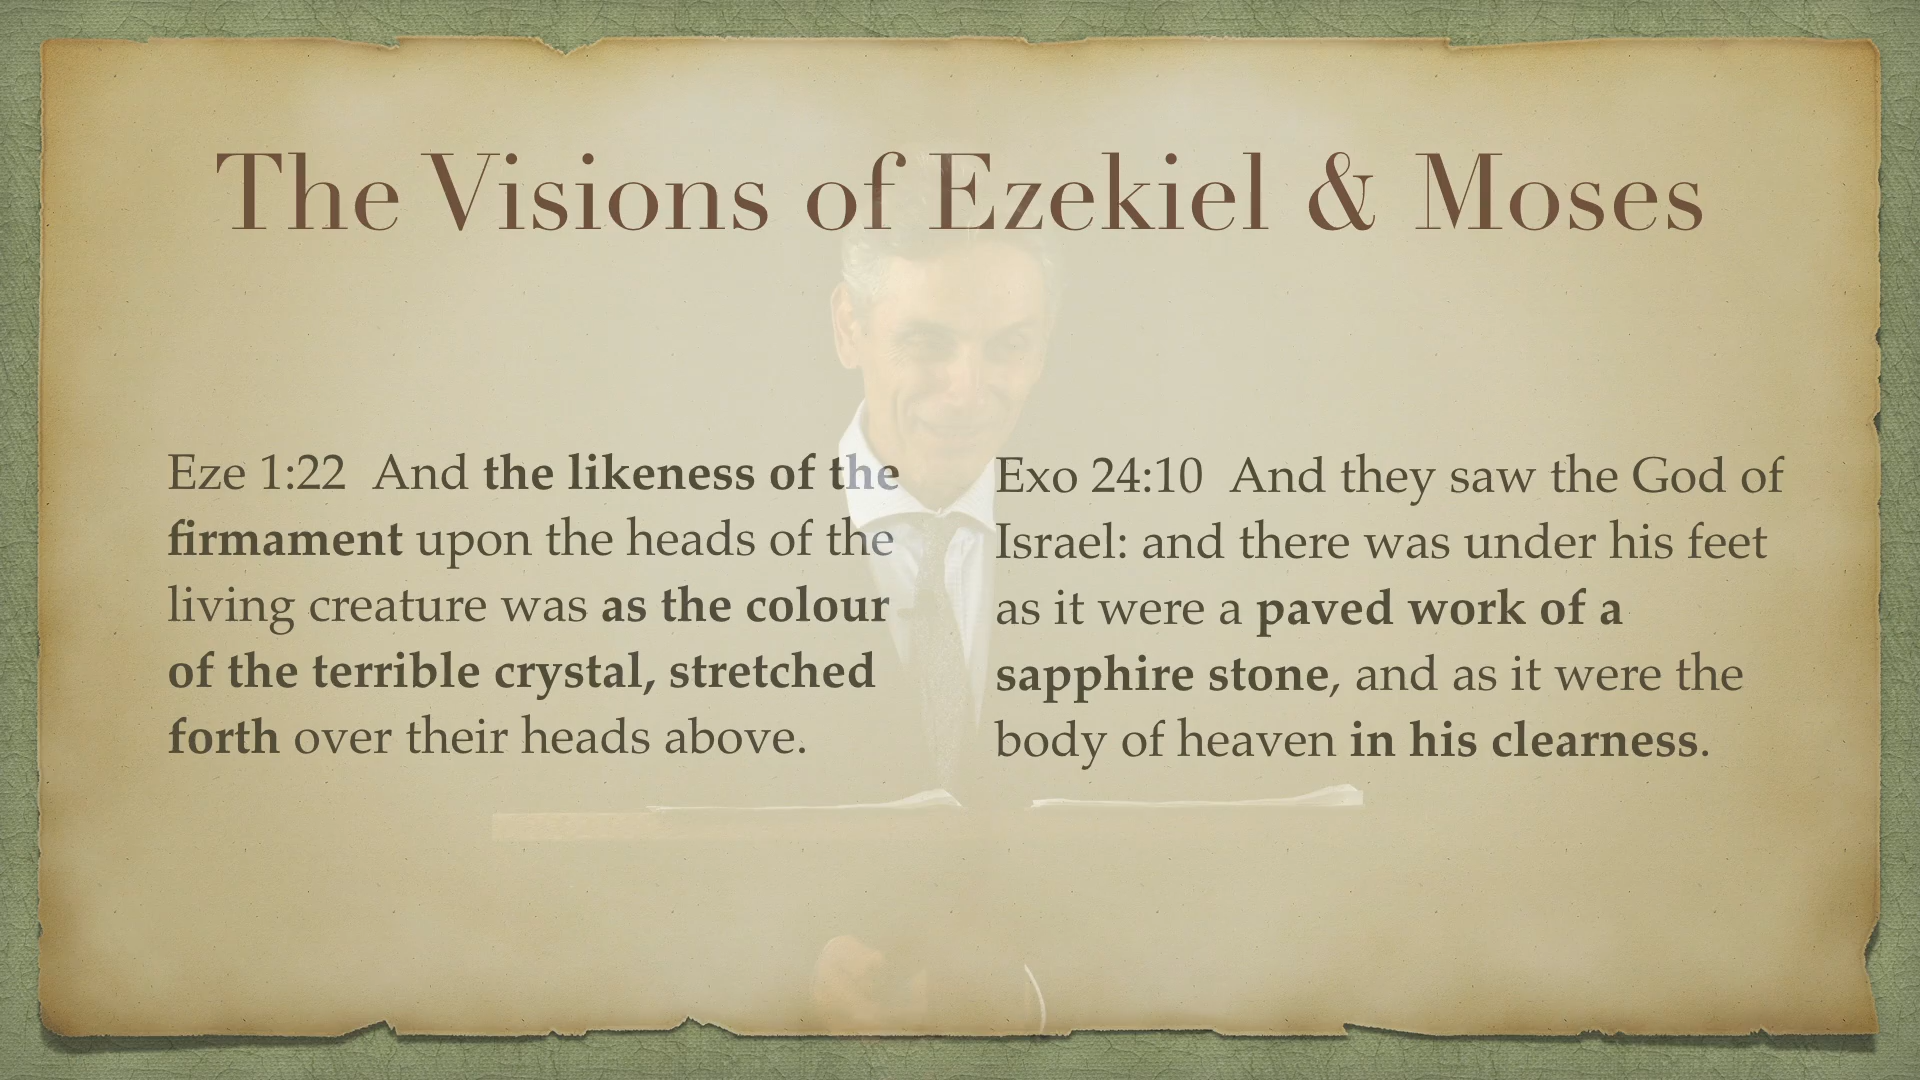 The Visions of Ezekiel & Moses
Eze 1:22  And the likeness of the
firmament upon the heads of the
living creature was as the colour
of the terrible crystal, stretched
forth over their heads above.
Exo 24:10  And they saw the God of
Israel: and there was under his feet
as it were a paved work of a
sapphire stone, and as it were the
body of heaven in his clearness.